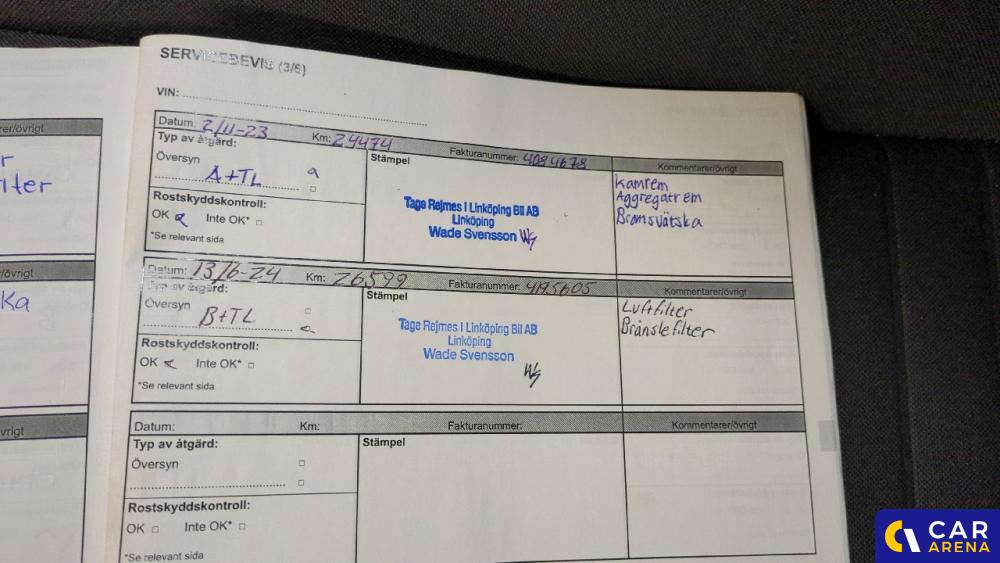 SERVICEBEVIS (3/6)
VIN:
Datum: 2/11-23 Km: 24474 Fakturanummer: 4084678 Kommentarer/övrigt
Typ av åtgärd:
Översyn
A+TL
Rostskyddskontroll:
OK Inte OK*
*Se relevant sida
Stämpel
Tage Rejmes I Linköping Bil AB
Linköping
Wade Svensson
Kamrem
Aggregatrem
Bromsvätska
Datum: 13/6-24 Km: 26599 Fakturanummer: 4195605 Kommentarer/övrigt
Typ av åtgärd:
Översyn
B+TL
Rostskyddskontroll:
OK Inte OK*
*Se relevant sida
Stämpel
Tage Rejmes I Linköping Bil AB
Linköping
Wade Svensson
Luftfilter
Bränslefilter
Datum: Km: Fakturanummer: Kommentarer/övrigt
Typ av åtgärd:
Översyn
Rostskyddskontroll:
OK Inte OK*
*Se relevant sida
Stämpel
CAR
ARENA